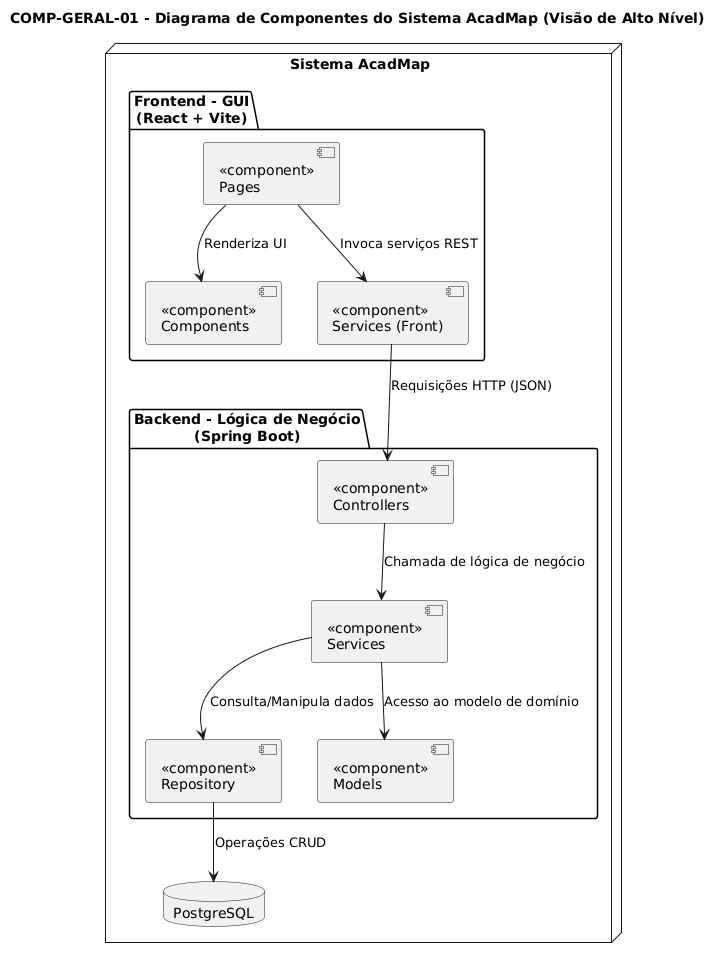 COMP-GERAL-01 - Diagrama de Componentes do Sistema AcadMap (Visão de Alto Nível)
Sistema AcadMap
Frontend - GUI
(React + Vite)
«component»
Pages
Renderiza UI
Invoca serviços REST
«component»
Components
«component»
Services (Front)
Requisições HTTP (JSON)
Backend - Lógica de Negócio
(Spring Boot)
«component»
Controllers
Chamada de lógica de negócio
«component»
Services
Consulta/Manipula dados
Acesso ao modelo de domínio
«component»
Repository
«component»
Models
Operações CRUD
PostgreSQL